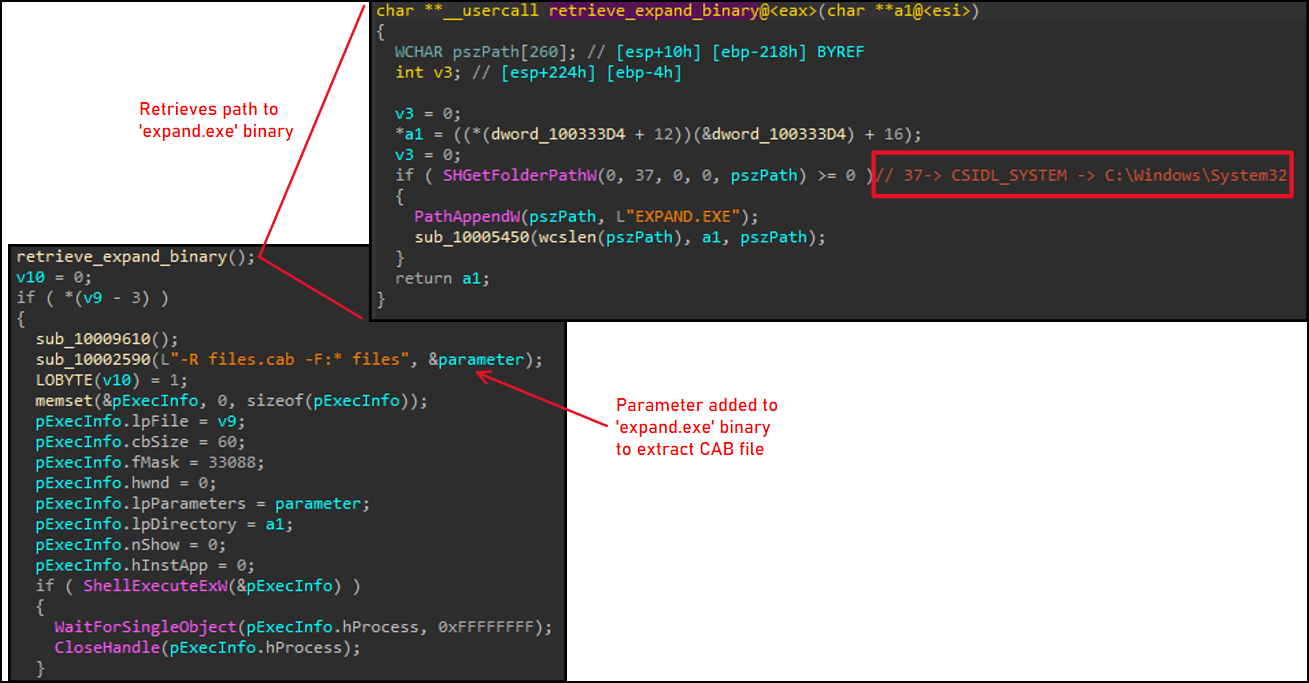 char **__usercall retrieve_expand_binary@<eax>(char **a1@<esi>)
{
WCHAR pszPath[260]; // [esp+10h] [ebp-218h] BYREF
int v3; // [esp+224h] [ebp-4h]
v3 = 0;
*a1 = ((*(dword_100333D4 + 12))(&dword_100333D4) + 16);
v3 = 0;
if ( SHGetFolderPathW(0, 37, 0, 0, pszPath) >= 0 )// 37-> CSIDL_SYSTEM -> C:\Windows\System32
{
PathAppendW(pszPath, L"EXPAND.EXE");
sub_10005450(wcslen(pszPath), a1, pszPath);
}
return a1;
}
Retrieves path to
'expand.exe' binary
retrieve_expand_binary();
v10 = 0;
if ( *(v9 - 3) )
{
sub_10009610();
sub_10002590(L"-R files.cab -F:* files", &parameter);
LOBYTE(v10) = 1;
memset(&pExecInfo, 0, sizeof(pExecInfo));
pExecInfo.lpFile = v9;
pExecInfo.cbSize = 60;
pExecInfo.fMask = 33088;
pExecInfo.hwnd = 0;
pExecInfo.lpParameters = parameter;
pExecInfo.lpDirectory = a1;
pExecInfo.nShow = 0;
pExecInfo.hInstApp = 0;
if ( ShellExecuteExW(&pExecInfo) )
{
WaitForSingleObject(pExecInfo.hProcess, 0xFFFFFFFF);
CloseHandle(pExecInfo.hProcess);
}
Parameter added to
'expand.exe' binary
to extract CAB file